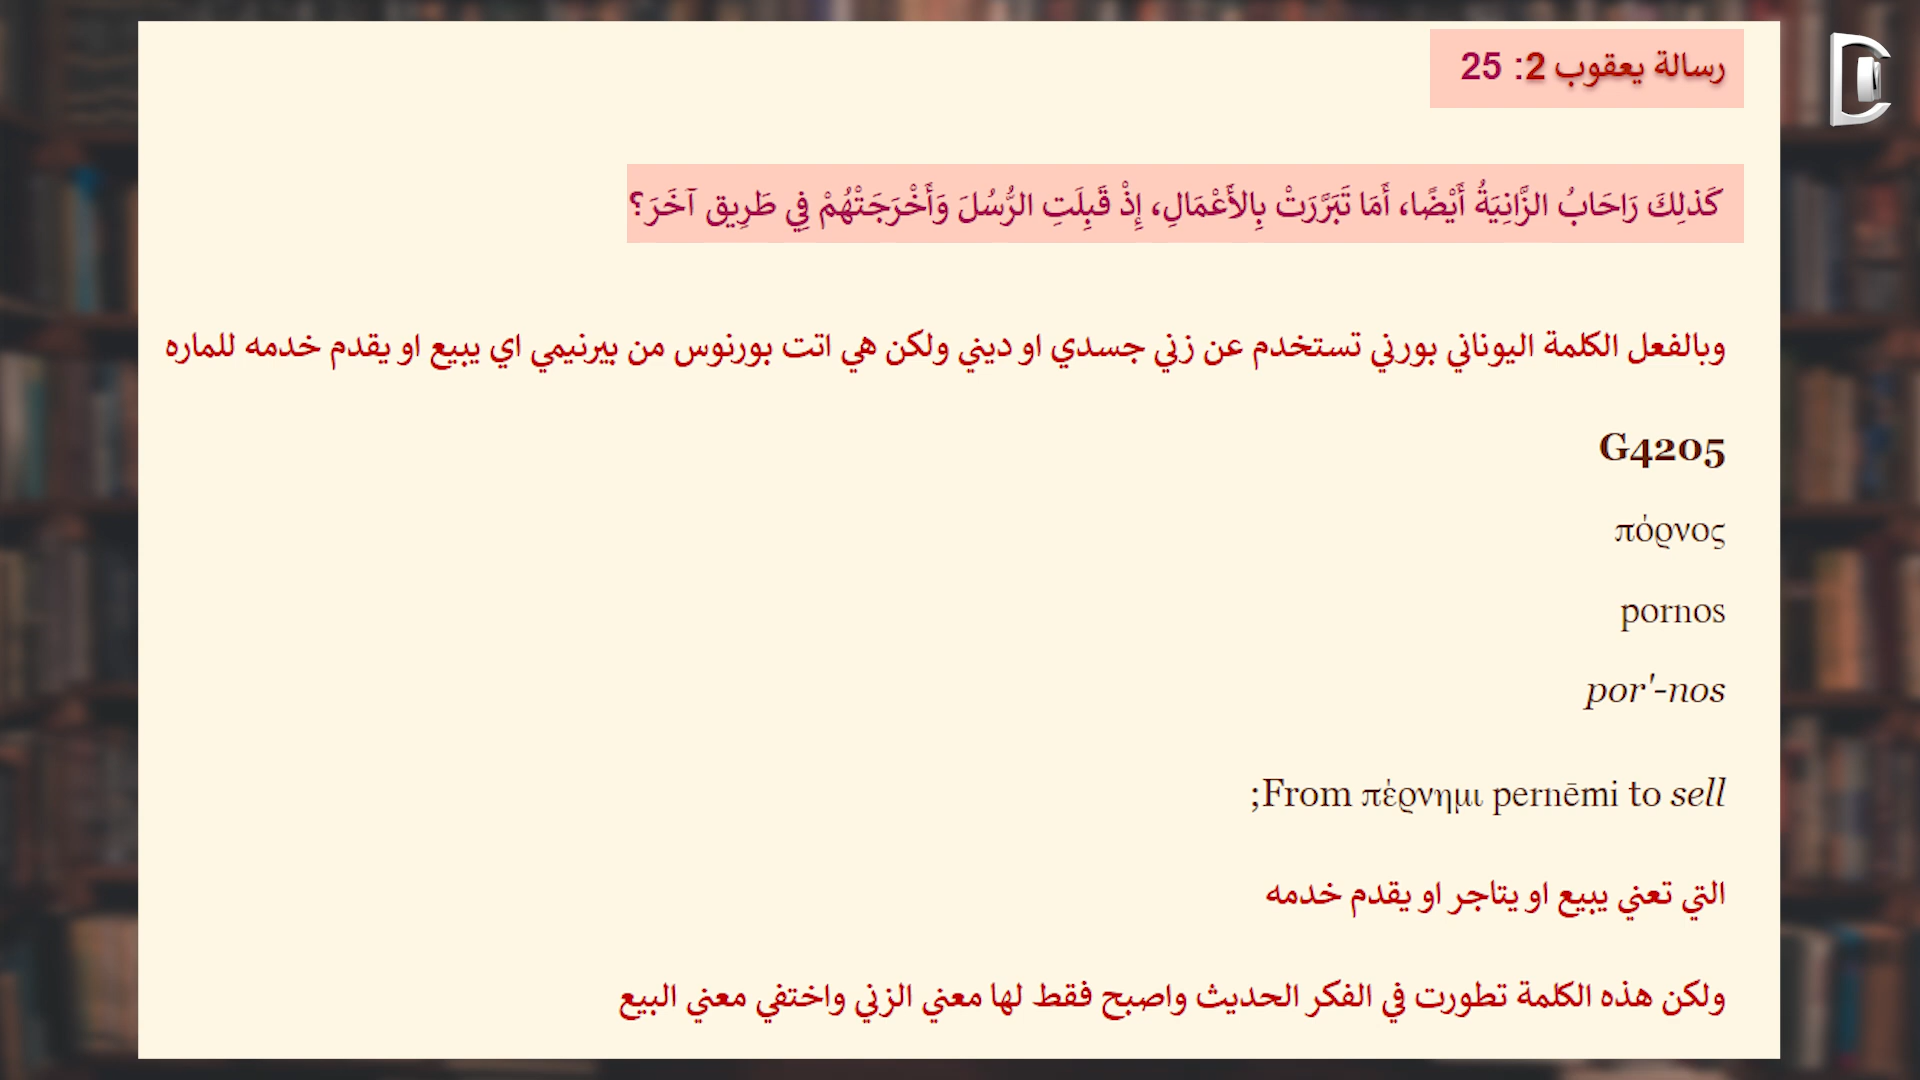 رسالة يعقوب 2: 25
كَذلِكَ رَاحَابُ الزَّانِيَةُ أَيْضًا، أَمَا تَبَرَّرَتْ بِالأَعْمَالِ، إِذْ قَبِلَتِ الرُّسُلَ وَأَخْرَجَتْهُمْ فِي طَرِيق آخَرَ؟
وبالفعل الكلمة اليوناني بورني تستخدم عن زني جسدي او ديني ولكن هي اتت بورنوس من بيرنيمي اي يبيع او يقدم خدمه للماره
G4205
πόρνος
pornos
por'-nos
;From πέρνημι pernēmi to sell
التي تعني يبيع او يتاجر او يقدم خدمه
ولكن هذه الكلمة تطورت في الفكر الحديث واصبح فقط لها معني الزني واختفي معني البيع